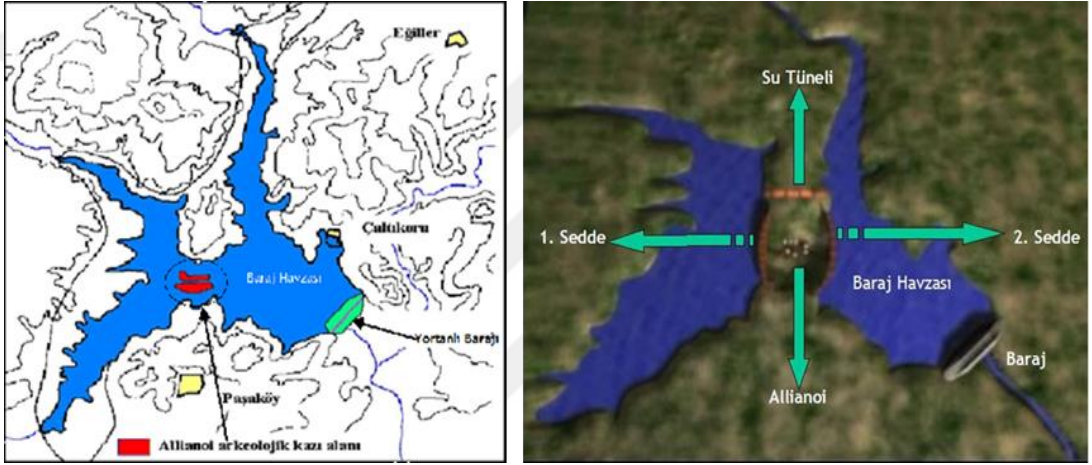 Eğiller
Çaltıkoru
Baraj Havzası
Yortanlı Barajı
Paşaköy
Allianoi arkeolojik kazı alanı
Su Tüneli
1. Sedde
2. Sedde
Baraj Havzası
Baraj
Allianoi